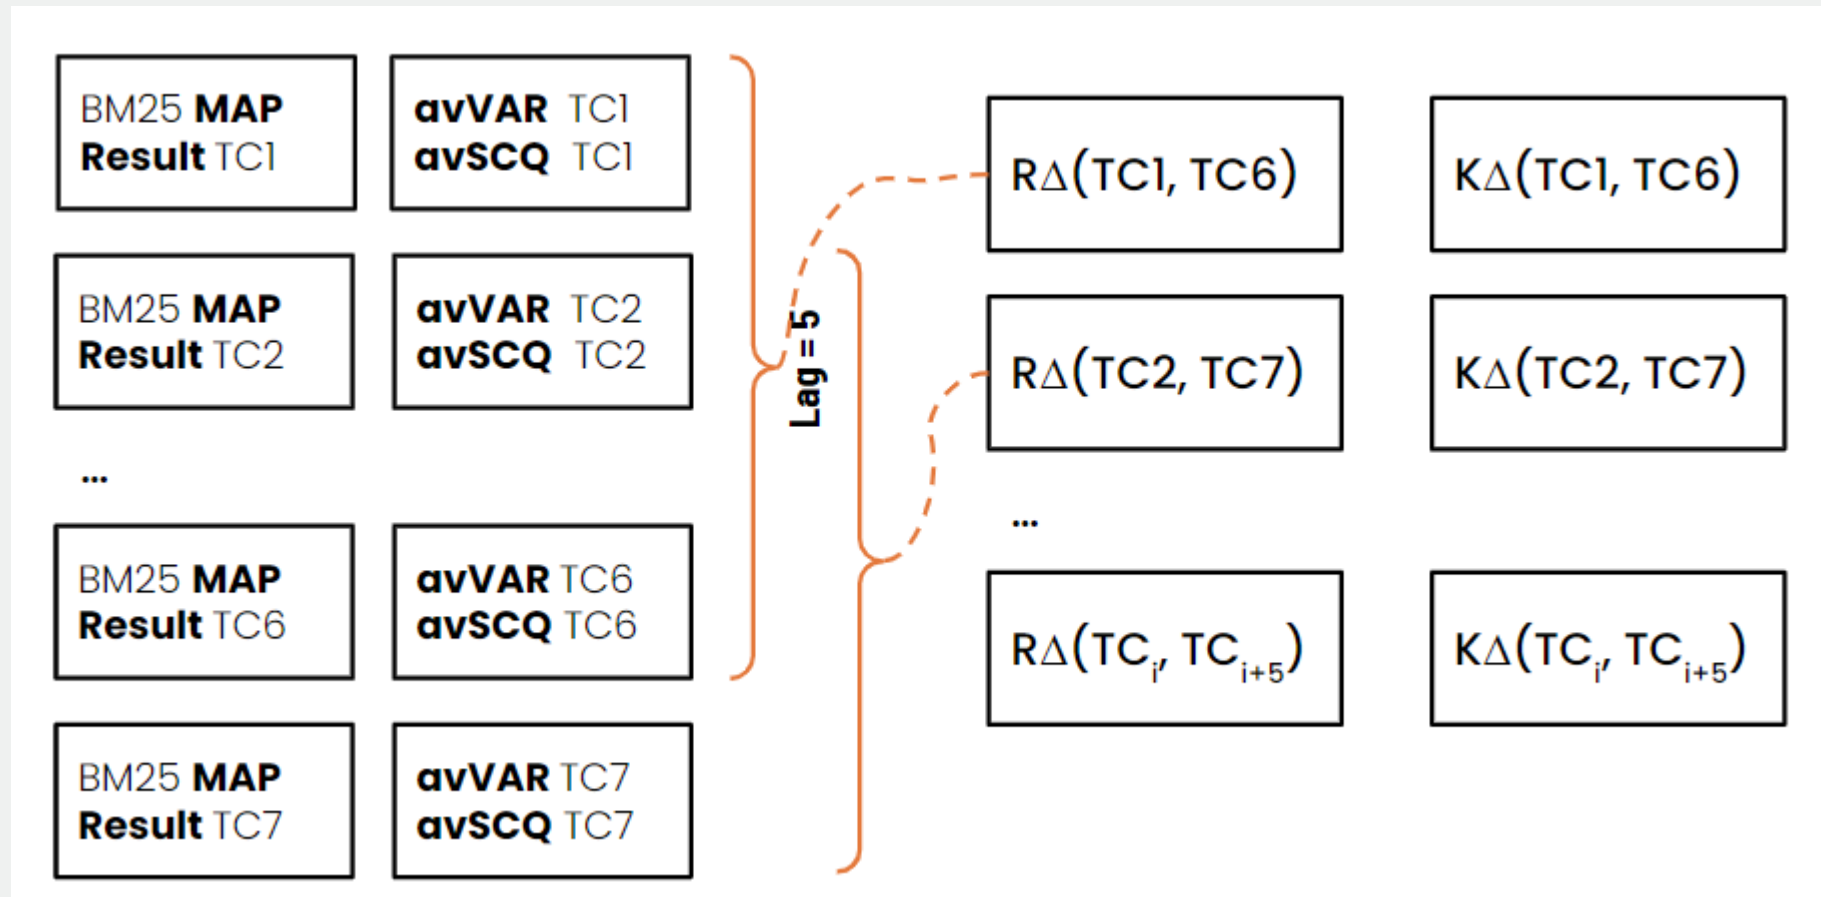 BM25 MAP
Result TC1
avVAR TC1
avSCQ TC1
BM25 MAP
Result TC2
avVAR TC2
avSCQ TC2
...
BM25 MAP
Result TC6
avVAR TC6
avSCQ TC6
BM25 MAP
Result TC7
avVAR TC7
avSCQ TC7
Lag = 5
RΔ(TC1, TC6)
KΔ(TC1, TC6)
RΔ(TC2, TC7)
KΔ(TC2, TC7)
...
RΔ(TCi, TCi+5)
KΔ(TCi, TCi+5)